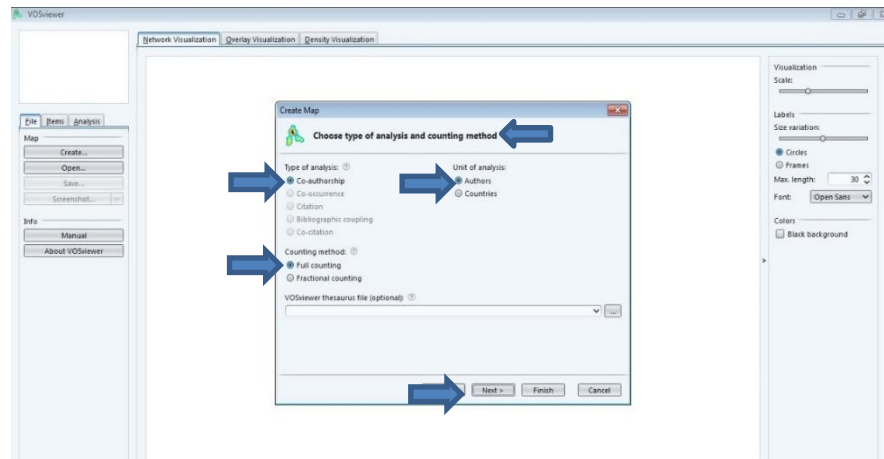 VOSviewer
Network Visualization Overlay Visualization Density Visualization
File Items Analysis
Map
Create...
Open...
Save...
Screenshot...
Info
Manual
About VOSviewer
Create Map
Choose type of analysis and counting method
Type of analysis:
Co-authorship
Co-occurrence
Citation
Bibliographic coupling
Co-citation
Unit of analysis:
Authors
Countries
Counting method:
Full counting
Fractional counting
VOSviewer thesaurus file (optional):
...
Next >
Finish
Cancel
Visualization
Scale:
Labels
Size variation:
Circles
Frames
Max. length: 30
Font: Open Sans
Colors
Black background